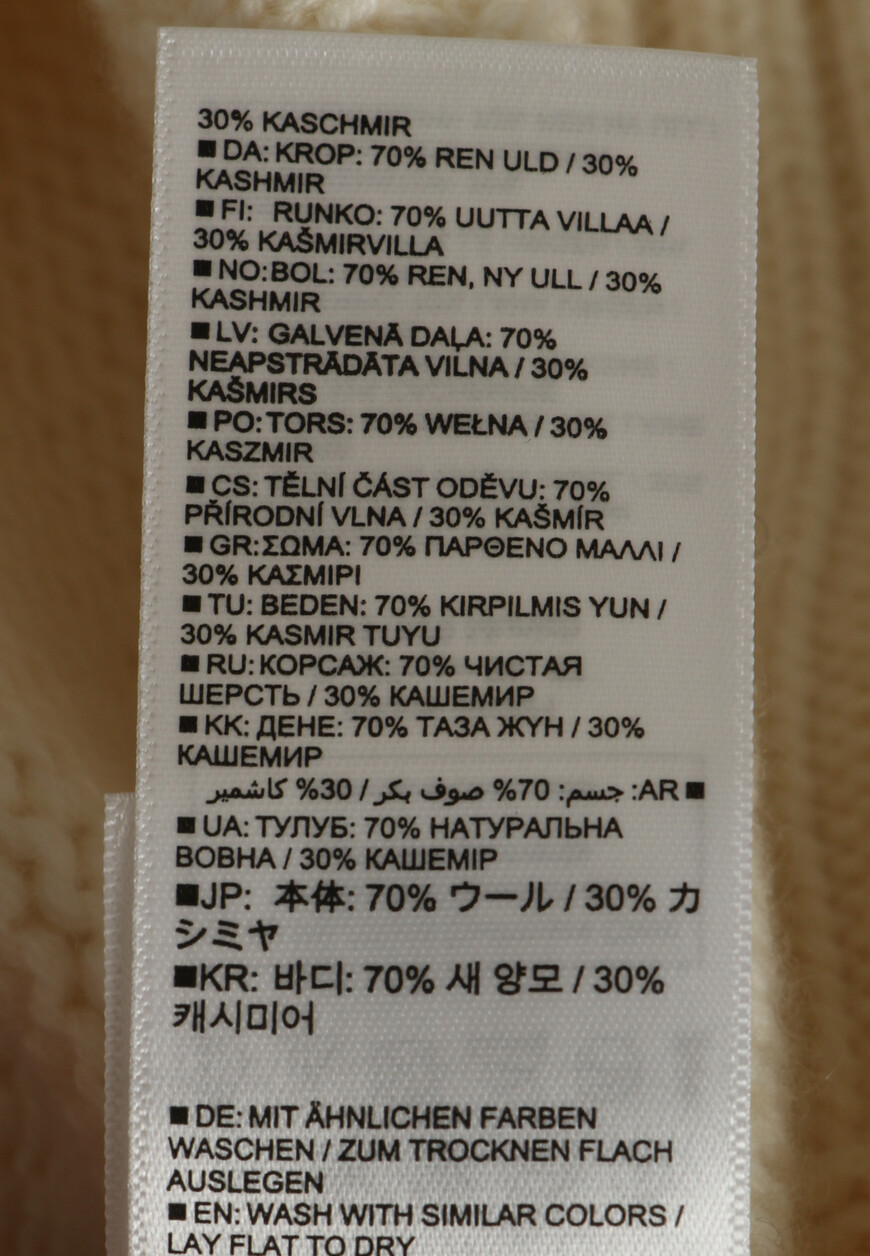 30% KASCHMIR
■ DA: KROP: 70% REN ULD / 30%
KASHMIR
■ FI: RUNKO: 70% UUTTA VILLAA /
30% KAŠMIRVILLA
■ NO: BOL: 70% REN, NY ULL / 30%
KASHMIR
■ LV: GALVENĀ DAĻA: 70%
NEAPSTRĀDĀTA VILNA / 30%
KAŠMIRS
■ PO: TORS: 70% WEŁNA / 30%
KASZMIR
■ CS: TĚLNÍ ČÁST ODĚVU: 70%
PŘÍRODNÍ VLNA / 30% KAŠMÍR
■ GR: ΣΩΜΑ: 70% ΠΑΡΘΕΝΟ ΜΑΛΛΙ /
30% ΚΑΣΜΙΡΙ
■ TU: BEDEN: 70% KIRPILMIS YUN /
30% KASMIR TUYU
■ RU: КОРСАЖ: 70% ЧИСТАЯ
ШЕРСТЬ / 30% КАШЕМИР
■ KK: ДЕНЕ: 70% ТАЗА ЖҮН / 30%
КАШЕМИР
■ AR: جسم: 70% صوف بكر / 30% كاشمير
■ UA: ТУЛУБ: 70% НАТУРАЛЬНА
ВОВНА / 30% КАШЕМІР
■JP: 本体: 70% ウール / 30% カ
シミヤ
■KR: 바디: 70% 새 양모 / 30%
캐시미어
■ DE: MIT ÄHNLICHEN FARBEN
WASCHEN / ZUM TROCKNEN FLACH
AUSLEGEN
■ EN: WASH WITH SIMILAR COLORS /
LAY FLAT TO DRY